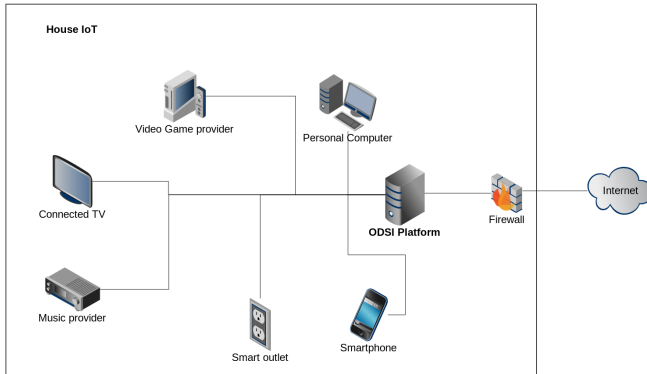 House IoT
Video Game provider
Personal Computer
Connected TV
ODSI Platform
Firewall
Internet
Music provider
Smart outlet
Smartphone